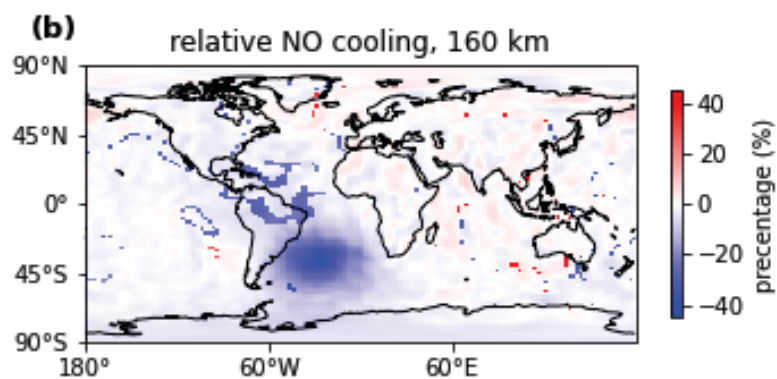 (b)
relative NO cooling, 160 km
90°N
45°N
0°
45°S
90°S
180° 60°W 60°E
40
20
0
−20
−40
precentage (%)